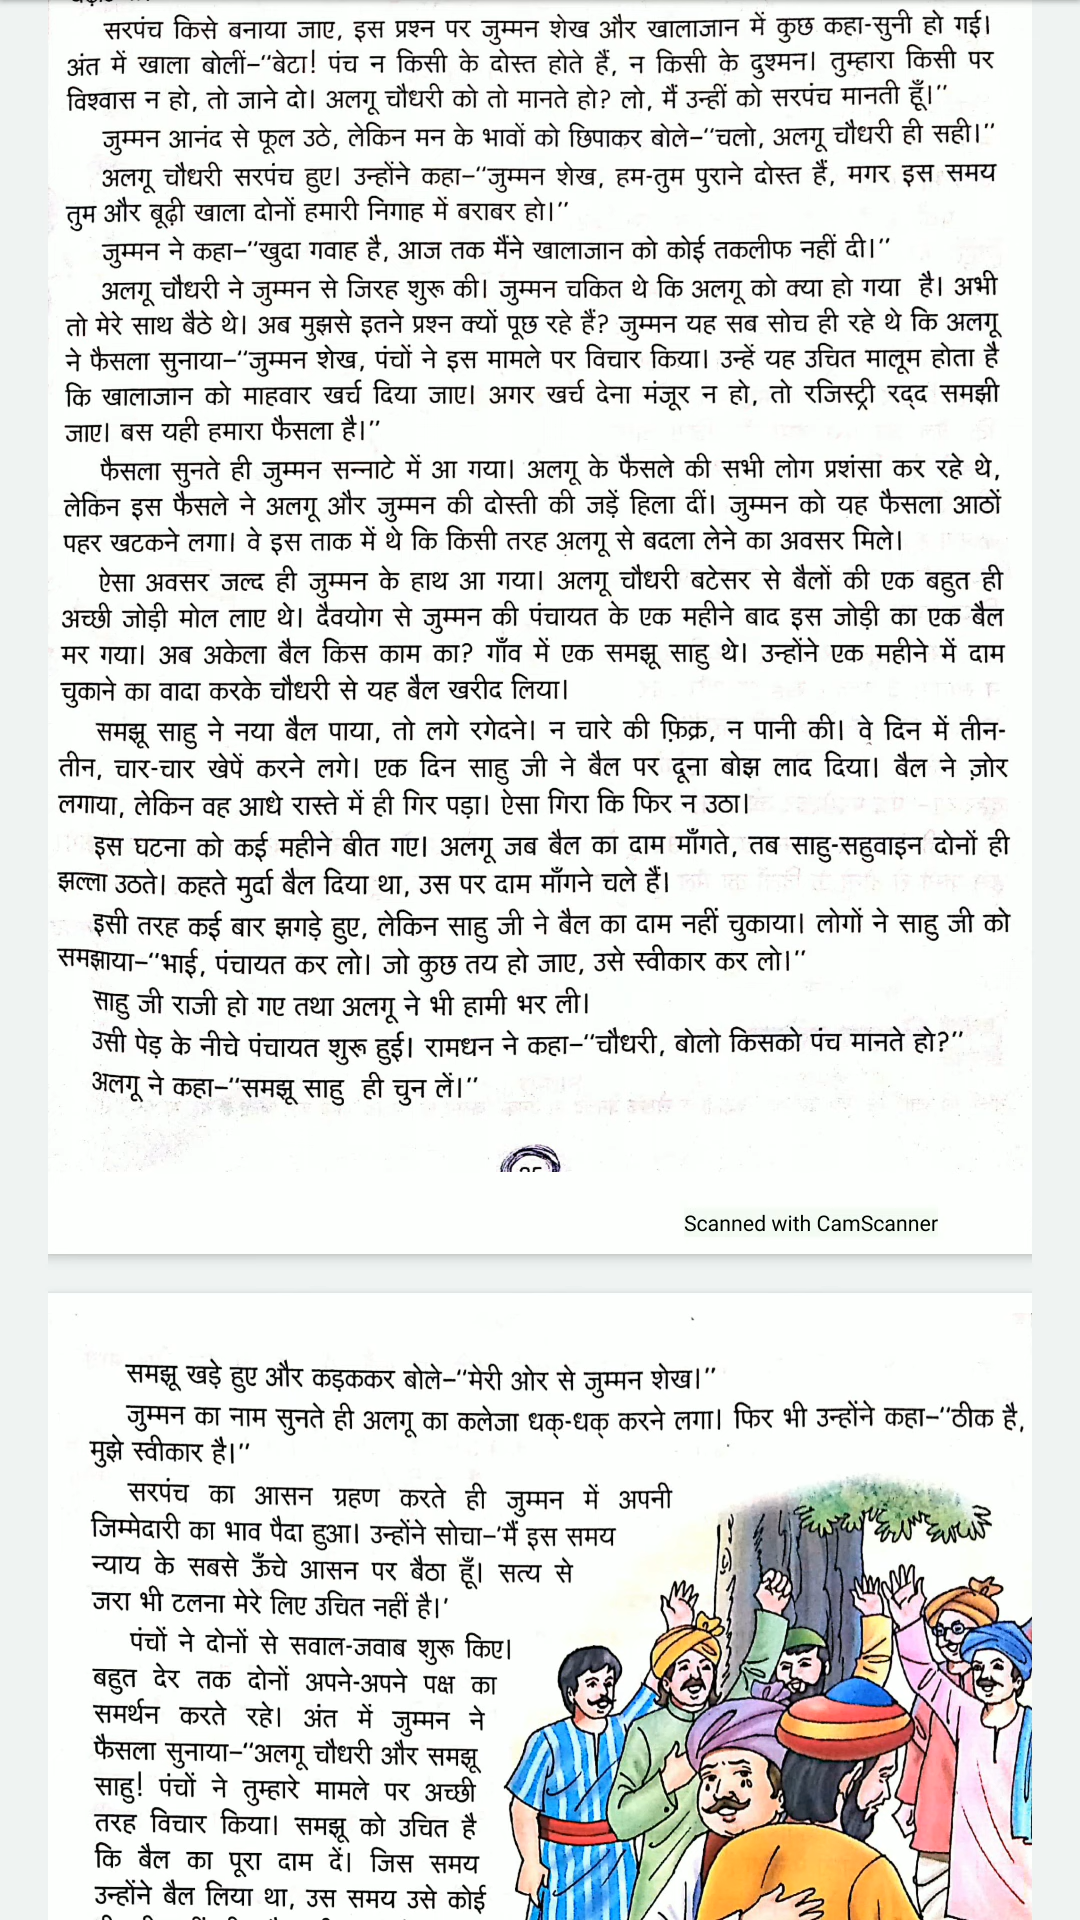 सरपंच किसे बनाया जाए, इस प्रश्न पर जुम्मन शेख और खालाजान में कुछ कहा-सुनी हो गई।
अंत में खाला बोलीं–“बेटा! पंच न किसी के दोस्त होते हैं, न किसी के दुश्मन। तुम्हारा किसी पर
विश्वास न हो, तो जाने दो। अलगू चौधरी को तो मानते हो? लो, मैं उन्हीं को सरपंच मानती हूँ।”
जुम्मन आनंद से फूल उठे, लेकिन मन के भावों को छिपाकर बोले–“चलो, अलगू चौधरी ही सही।”
अलगू चौधरी सरपंच हुए। उन्होंने कहा–“जुम्मन शेख, हम-तुम पुराने दोस्त हैं, मगर इस समय
तुम और बूढ़ी खाला दोनों हमारी निगाह में बराबर हो।”
जुम्मन ने कहा–“खुदा गवाह है, आज तक मैंने खालाजान को कोई तकलीफ नहीं दी।”
अलगू चौधरी ने जुम्मन से जिरह शुरू की। जुम्मन चकित थे कि अलगू को क्या हो गया है। अभी
तो मेरे साथ बैठे थे। अब मुझसे इतने प्रश्न क्यों पूछ रहे हैं? जुम्मन यह सब सोच ही रहे थे कि अलगू
ने फैसला सुनाया–“जुम्मन शेख, पंचों ने इस मामले पर विचार किया। उन्हें यह उचित मालूम होता है
कि खालाजान को माहवार खर्च दिया जाए। अगर खर्च देना मंजूर न हो, तो रजिस्ट्री रद्द समझी
जाए। बस यही हमारा फैसला है।”
फैसला सुनते ही जुम्मन सन्नाटे में आ गया। अलगू के फैसले की सभी लोग प्रशंसा कर रहे थे,
लेकिन इस फैसले ने अलगू और जुम्मन की दोस्ती की जड़ें हिला दीं। जुम्मन को यह फैसला आठों
पहर खटकने लगा। वे इस ताक में थे कि किसी तरह अलगू से बदला लेने का अवसर मिले।
ऐसा अवसर जल्द ही जुम्मन के हाथ आ गया। अलगू चौधरी बटेसर से बैलों की एक बहुत ही
अच्छी जोड़ी मोल लाए थे। दैवयोग से जुम्मन की पंचायत के एक महीने बाद इस जोड़ी का एक बैल
मर गया। अब अकेला बैल किस काम का? गाँव में एक समझू साहु थे। उन्होंने एक महीने में दाम
चुकाने का वादा करके चौधरी से यह बैल खरीद लिया।
समझू साहु ने नया बैल पाया, तो लगे रगेदने। न चारे की फ़िक्र, न पानी की। वे दिन में तीन-
तीन, चार-चार खेपें करने लगे। एक दिन साहु जी ने बैल पर दूना बोझ लाद दिया। बैल ने ज़ोर
लगाया, लेकिन वह आधे रास्ते में ही गिर पड़ा। ऐसा गिरा कि फिर न उठा।
इस घटना को कई महीने बीत गए। अलगू जब बैल का दाम माँगते, तब साहु-सहुवाइन दोनों ही
झल्ला उठते। कहते मुर्दा बैल दिया था, उस पर दाम माँगने चले हैं।
इसी तरह कई बार झगड़े हुए, लेकिन साहु जी ने बैल का दाम नहीं चुकाया। लोगों ने साहु जी को
समझाया–“भाई, पंचायत कर लो। जो कुछ तय हो जाए, उसे स्वीकार कर लो।”
साहु जी राजी हो गए तथा अलगू ने भी हामी भर ली।
उसी पेड़ के नीचे पंचायत शुरू हुई। रामधन ने कहा–“चौधरी, बोलो किसको पंच मानते हो?”
अलगू ने कहा–“समझू साहु ही चुन लें।”
Scanned with CamScanner
समझू खड़े हुए और कड़ककर बोले–“मेरी ओर से जुम्मन शेख।”
जुम्मन का नाम सुनते ही अलगू का कलेजा धक्-धक् करने लगा। फिर भी उन्होंने कहा–“ठीक है,
मुझे स्वीकार है।”
सरपंच का आसन ग्रहण करते ही जुम्मन में अपनी
जिम्मेदारी का भाव पैदा हुआ। उन्होंने सोचा–‘मैं इस समय
न्याय के सबसे ऊँचे आसन पर बैठा हूँ। सत्य से
जरा भी टलना मेरे लिए उचित नहीं है।’
पंचों ने दोनों से सवाल-जवाब शुरू किए।
बहुत देर तक दोनों अपने-अपने पक्ष का
समर्थन करते रहे। अंत में जुम्मन ने
फैसला सुनाया–“अलगू चौधरी और समझू
साहु! पंचों ने तुम्हारे मामले पर अच्छी
तरह विचार किया। समझू को उचित है
कि बैल का पूरा दाम दें। जिस समय
उन्होंने बैल लिया था, उस समय उसे कोई